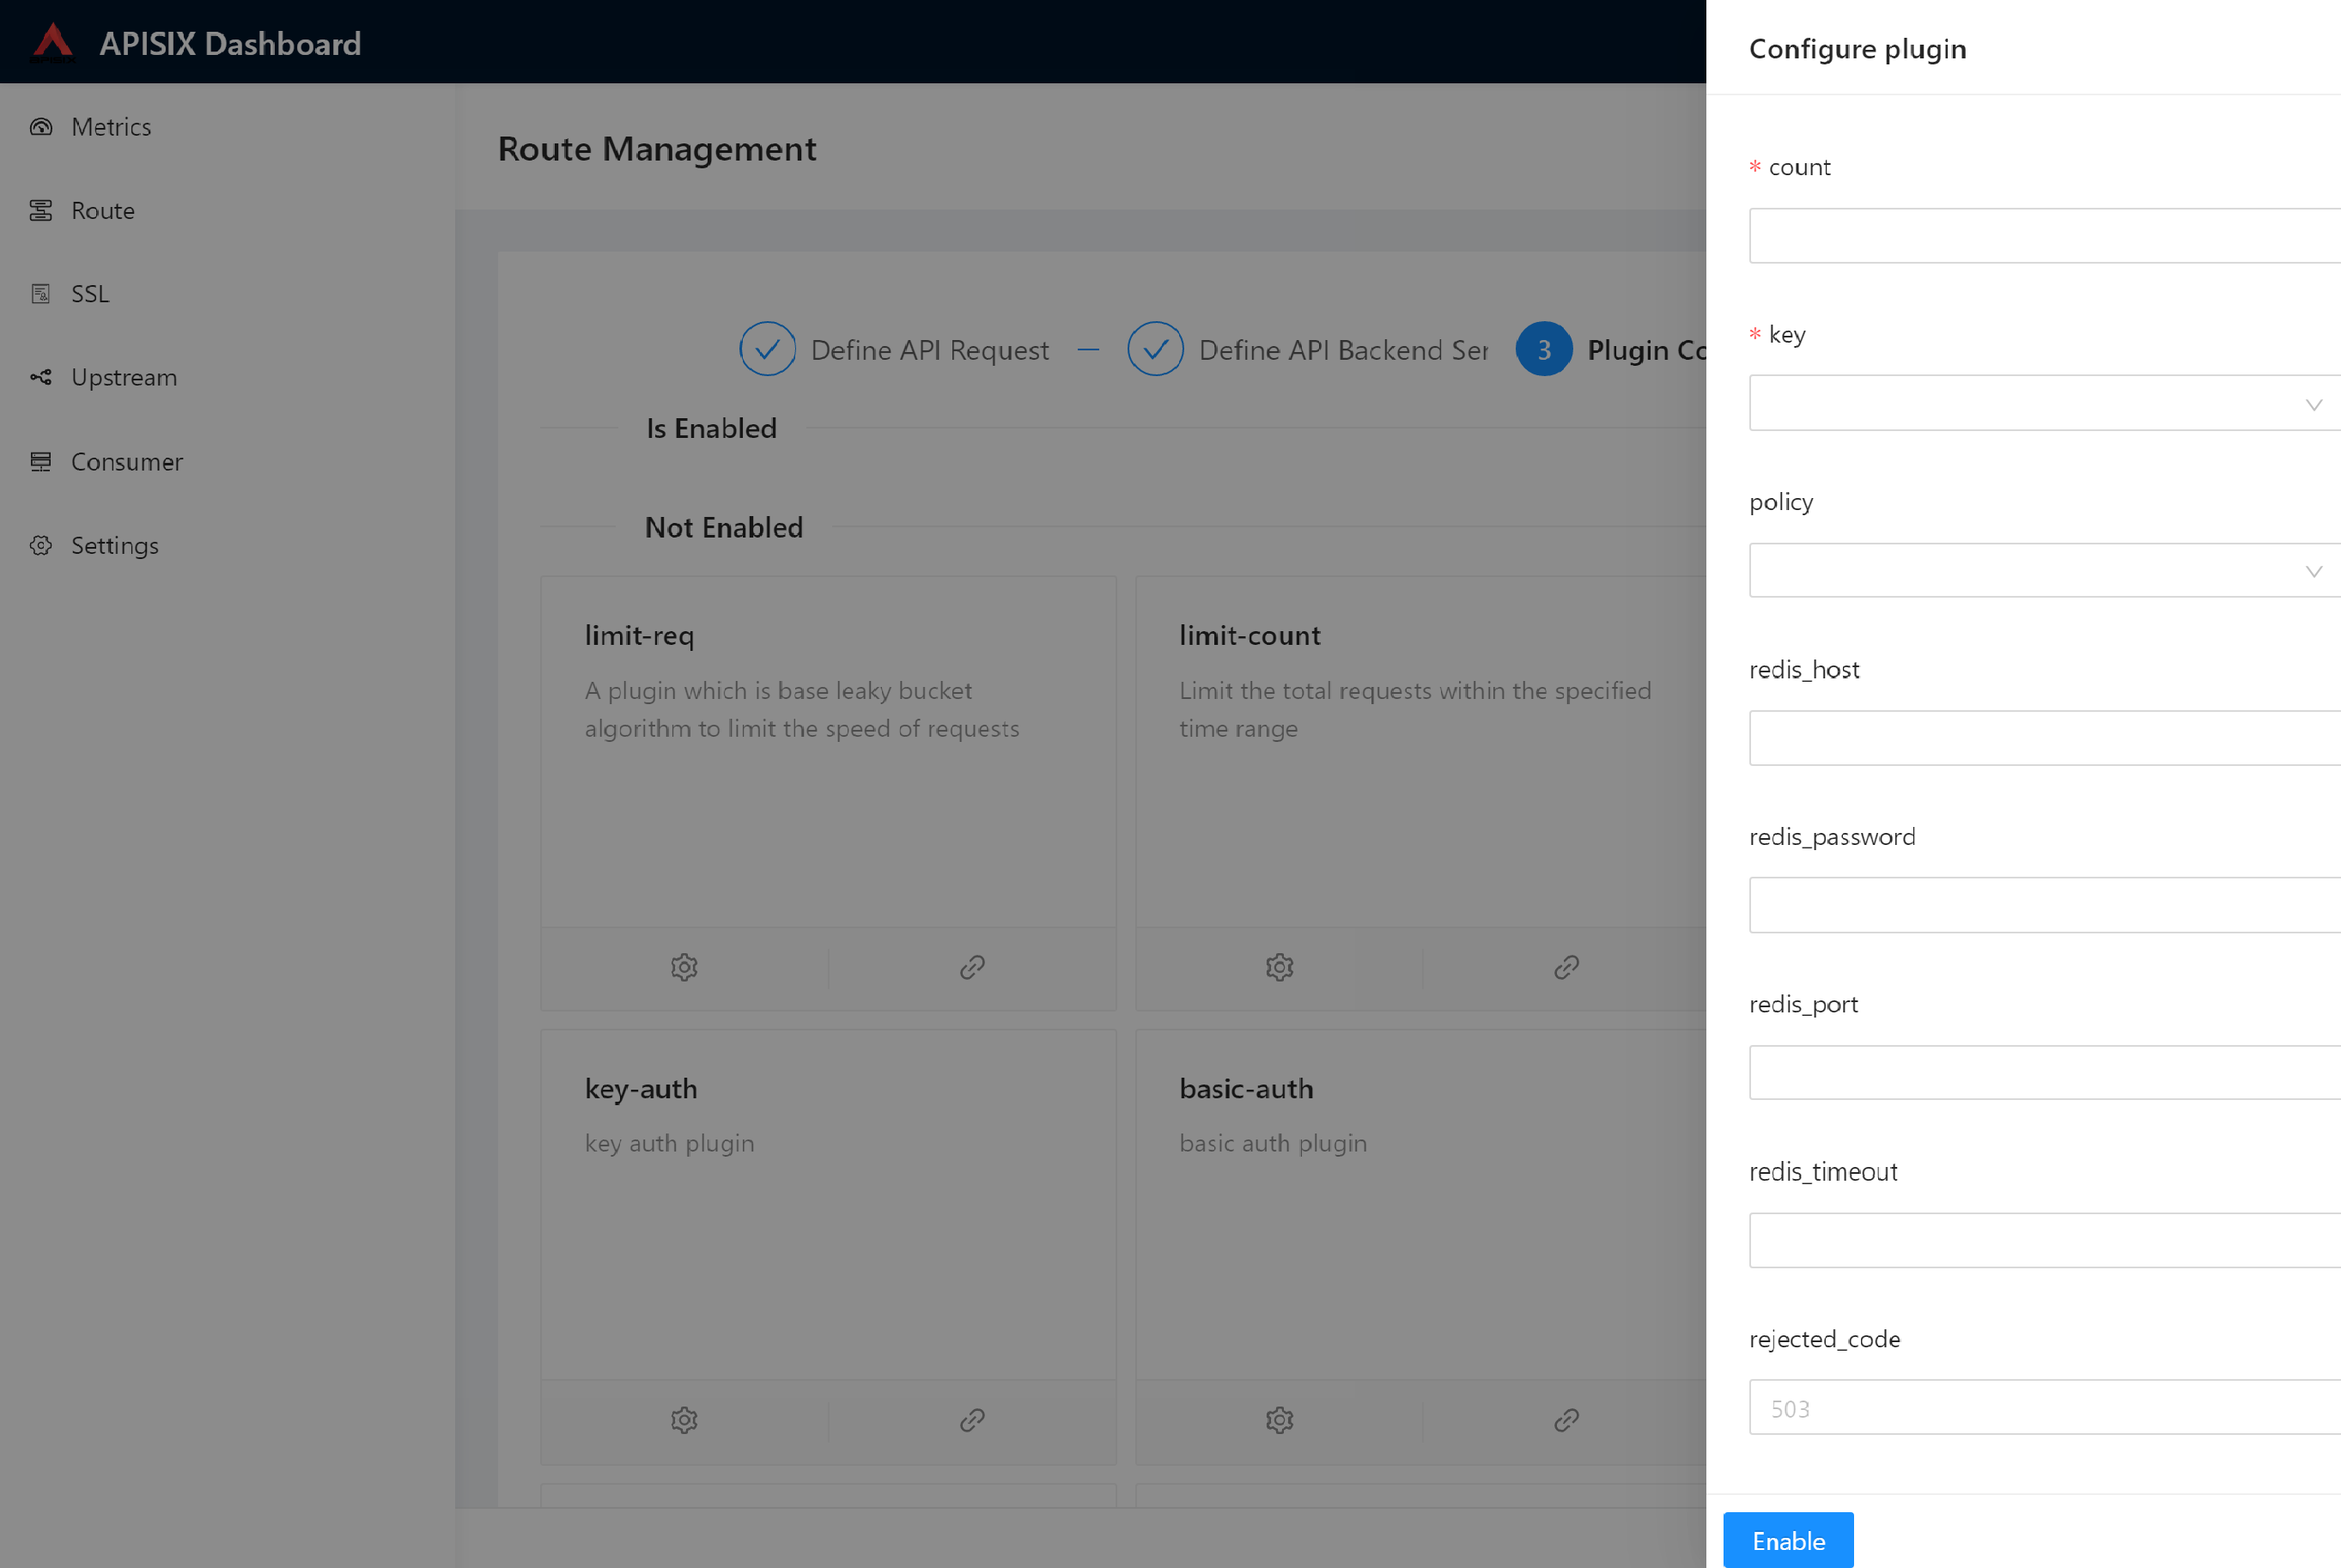 APISIX Dashboard
Metrics
Route
SSL
Upstream
Consumer
Settings
Route Management
Define API Request
Define API Backend Ser
3
Plugin Co
Is Enabled
Not Enabled
limit-req
A plugin which is base leaky bucket
algorithm to limit the speed of requests
limit-count
Limit the total requests within the specified
time range
key-auth
key auth plugin
basic-auth
basic auth plugin
Configure plugin
* count
* key
policy
redis_host
redis_password
redis_port
redis_timeout
rejected_code
503
Enable